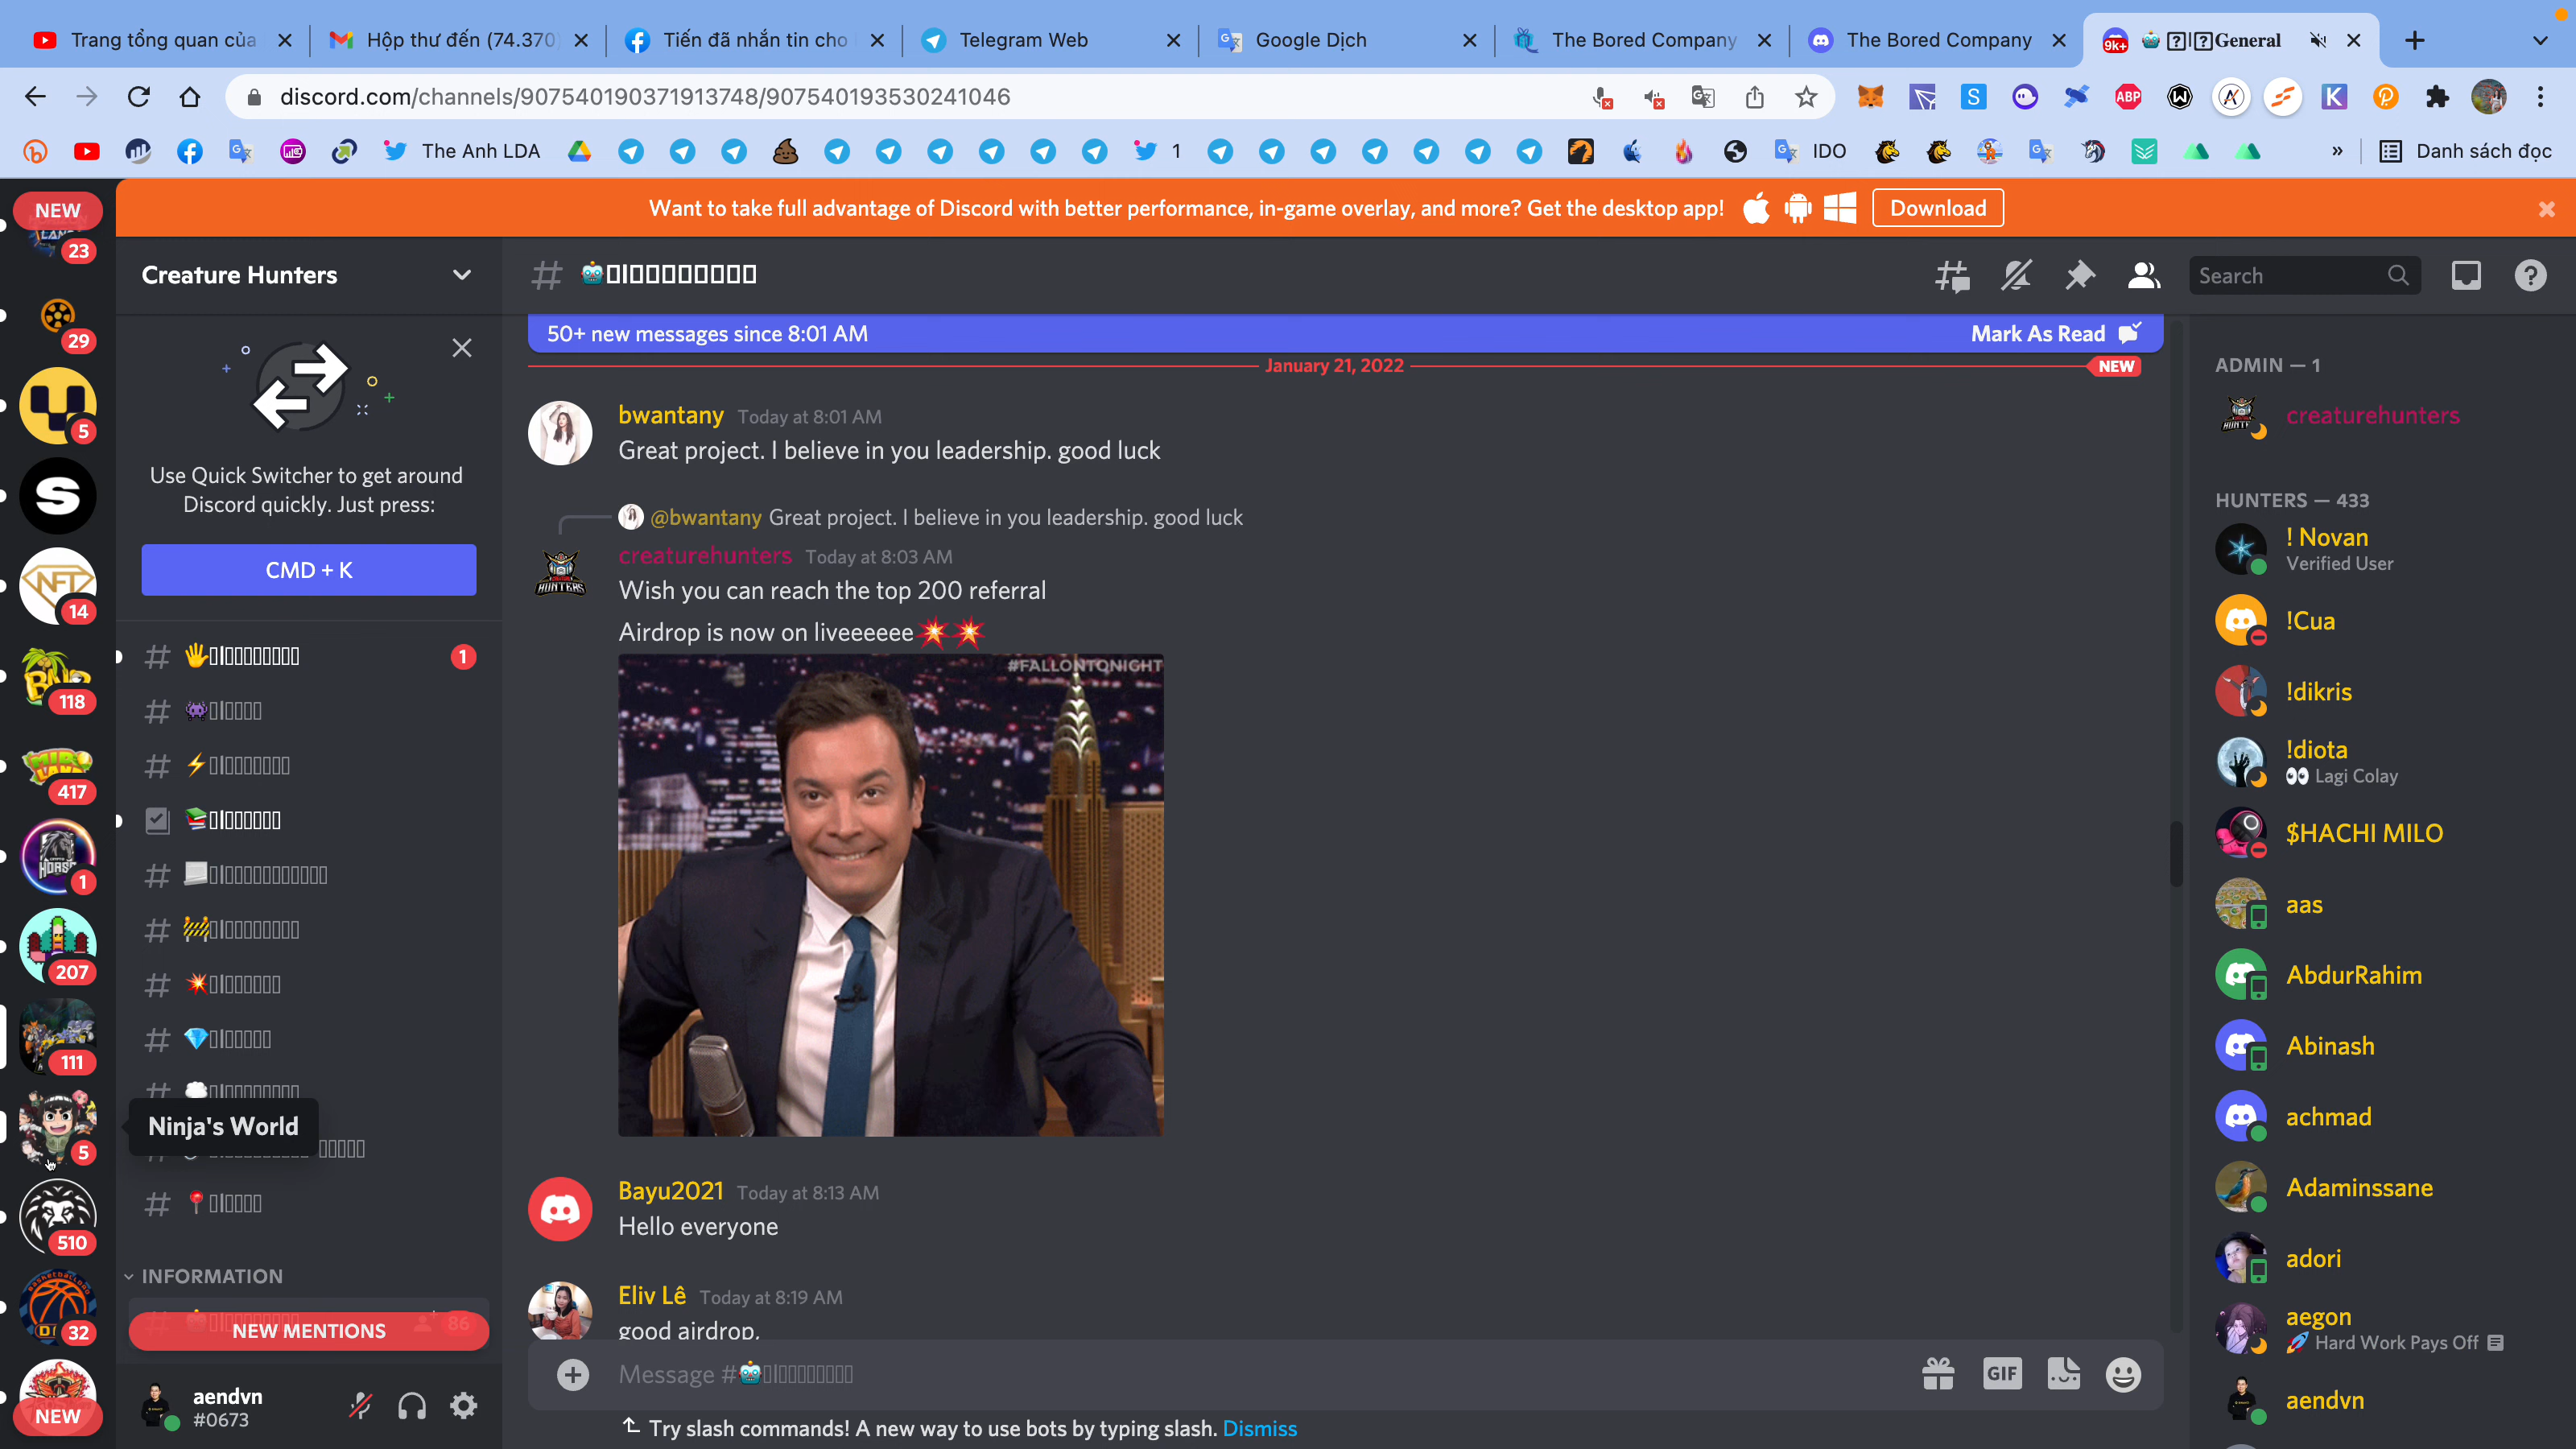 Trang tổng quan của
Hộp thư đến (74.370
Tiến đã nhắn tin cho
Telegram Web
Google Dịch
The Bored Company
The Bored Company
9k+
General
discord.com/channels/907540190371913748/907540193530241046
ABP
The Anh LDA
1
IDO
»
Danh sách đọc
Want to take full advantage of Discord with better performance, in-game overlay, and more? Get the desktop app!
Download
NEW
23
29
5
14
118
417
1
207
111
5
510
32
NEW
Creature Hunters
Use Quick Switcher to get around
Discord quickly. Just press:
CMD + K
1
Ninja's World
INFORMATION
86
NEW MENTIONS
aendvn
#0673
Search
50+ new messages since 8:01 AM
Mark As Read
January 21, 2022
NEW
bwantany Today at 8:01 AM
Great project. I believe in you leadership. good luck
@bwantany Great project. I believe in you leadership. good luck
creaturehunters Today at 8:03 AM
Wish you can reach the top 200 referral
Airdrop is now on liveeeeee💥💥
#FALLONTONIGHT
Bayu2021 Today at 8:13 AM
Hello everyone
Eliv Lê Today at 8:19 AM
good airdrop,
Message #
GIF
Try slash commands! A new way to use bots by typing slash. Dismiss
ADMIN — 1
creaturehunters
HUNTERS — 433
! Novan
Verified User
!Cua
!dikris
!diota
👀 Lagi Colay
$HACHI MILO
aas
AbdurRahim
Abinash
achmad
Adaminssane
adori
aegon
🚀 Hard Work Pays Off
aendvn